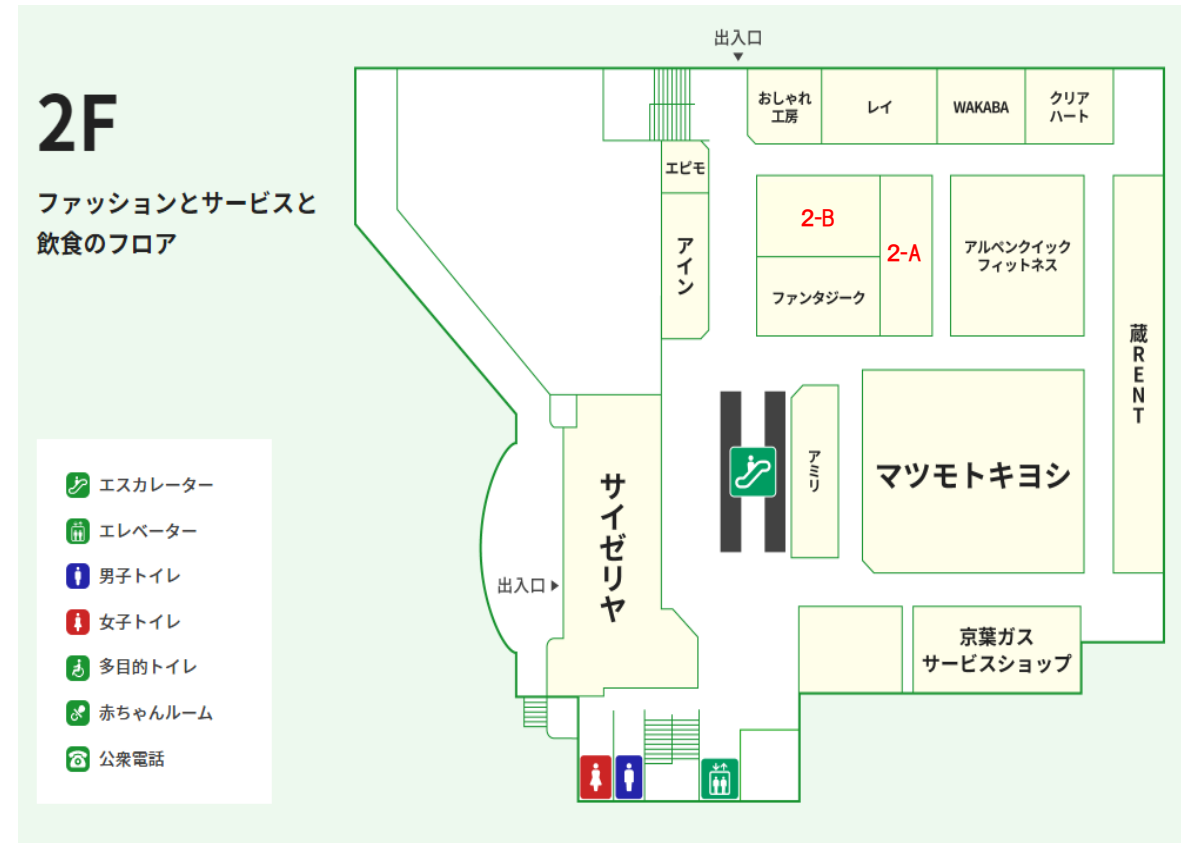 2F
ファッションとサービスと
飲食のフロア
エスカレーター
エレベーター
男子トイレ
女子トイレ
多目的トイレ
赤ちゃんルーム
公衆電話
出入口
おしゃれ
工房
レイ
WAKABA
クリア
ハート
エピモ
アイン
2-B
2-A
ファンタジーク
アルペンクイック
フィットネス
蔵RENT
サイゼリヤ
アミリ
マツモトキヨシ
出入口
京葉ガス
サービスショップ